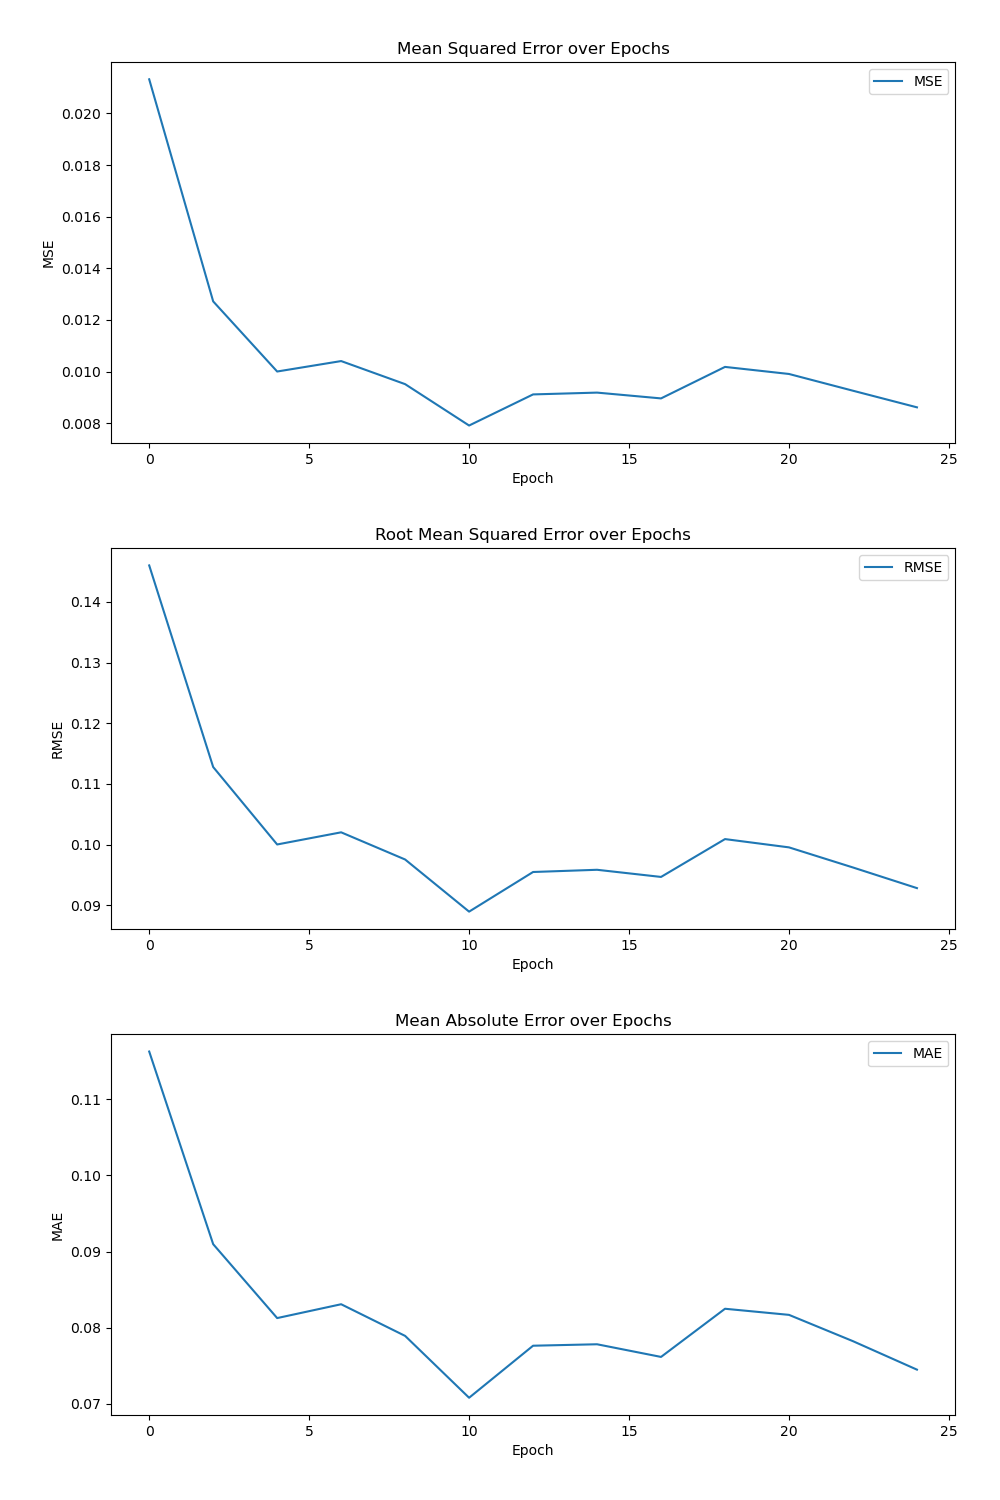 Mean Squared Error over Epochs
MSE
0.020
0.018
0.016
0.014
0.012
0.010
0.008
MSE
0 5 10 15 20 25
Epoch
Root Mean Squared Error over Epochs
RMSE
0.14
0.13
0.12
0.11
0.10
0.09
RMSE
0 5 10 15 20 25
Epoch
Mean Absolute Error over Epochs
MAE
0.11
0.10
0.09
0.08
0.07
MAE
0 5 10 15 20 25
Epoch